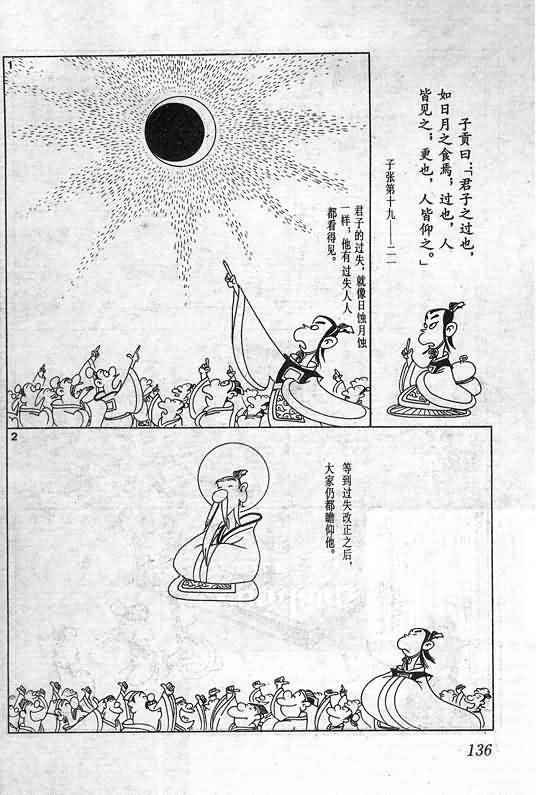 子贡曰：「君子之过也，
如日月之食焉；过也，人
皆见之；更也，人皆仰之。」
子张第十九——二一
1
君子的过失，就像日蚀月蚀
一样；他有过失人人
都看得见。
2
等到过失改正之后，
大家仍都瞻仰他。
136